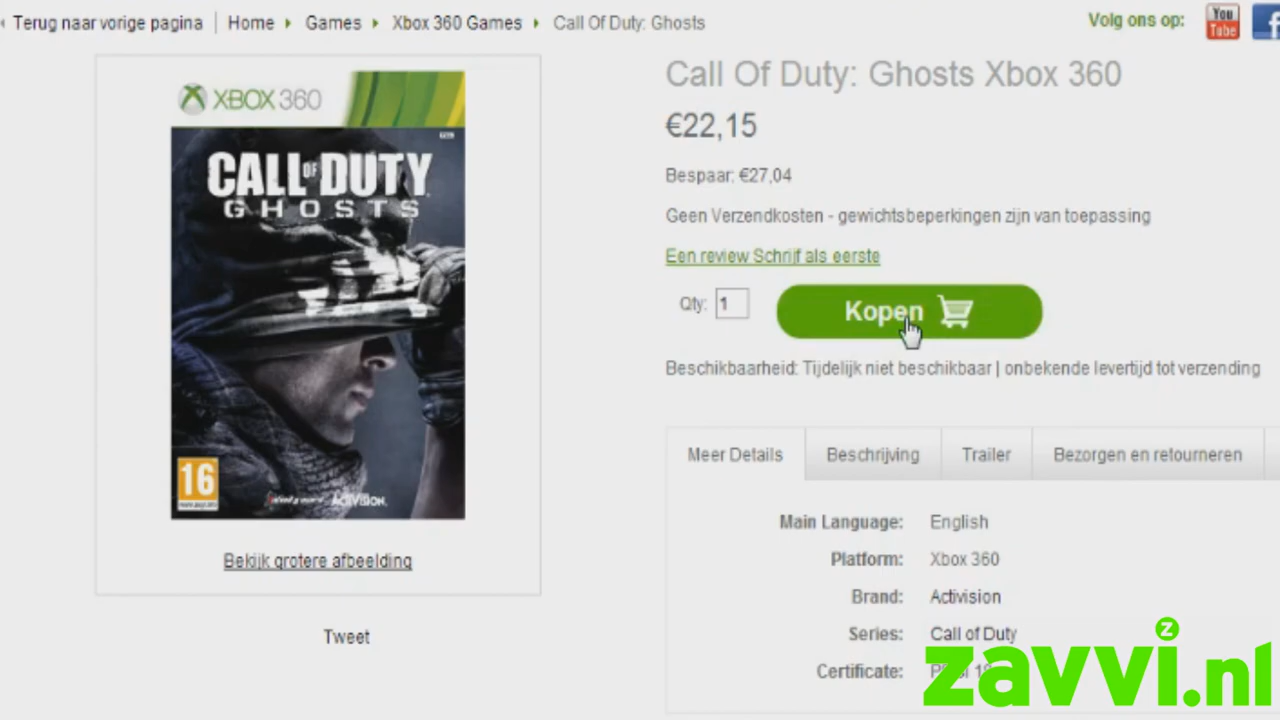 Terug naar vorige pagina Home Games Xbox 360 Games Call Of Duty: Ghosts
Volg ons op:
You
Tube
f
XBOX 360
CALL OF DUTY
GHOSTS
16
ACTIVISION
Bekijk grotere afbeelding
Tweet
Call Of Duty: Ghosts Xbox 360
€22,15
Bespaar: €27,04
Geen Verzendkosten - gewichtsbeperkingen zijn van toepassing
Een review Schrijf als eerste
Qty: 1 Kopen
Beschikbaarheid: Tijdelijk niet beschikbaar | onbekende levertijd tot verzending
Meer Details Beschrijving Trailer Bezorgen en retourneren
Main Language: English
Platform: Xbox 360
Brand: Activision
Series: Call of Duty
Certificate:
z
zavvi.nl